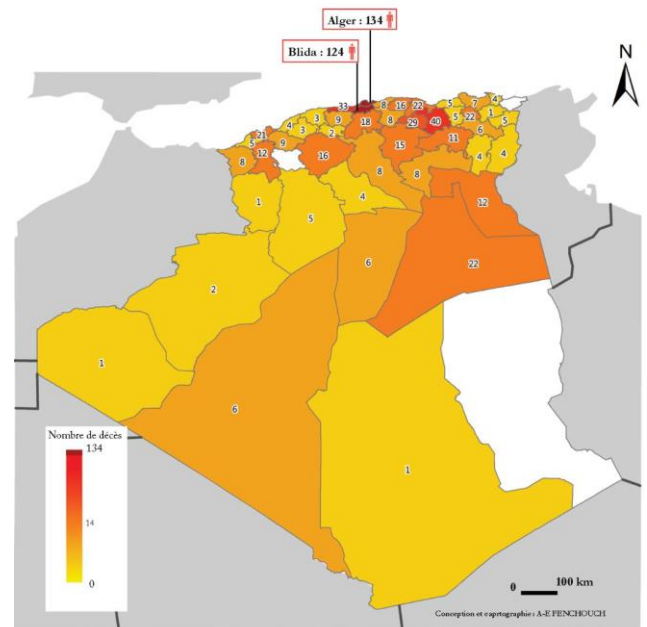 Alger : 134
Blida : 124
N
33 8 16 22 5 7 4
4 3 9 18 8 29 40 5 22 1 5
21 3 2 6
5 9 15 11
8 12 16 4 4
8 8
1 5 4 12
6 22
2
1
6
1
Nombre de décès
134
14
0
0 100 km
Conception et caprtographie : A-E FENCHOUCH